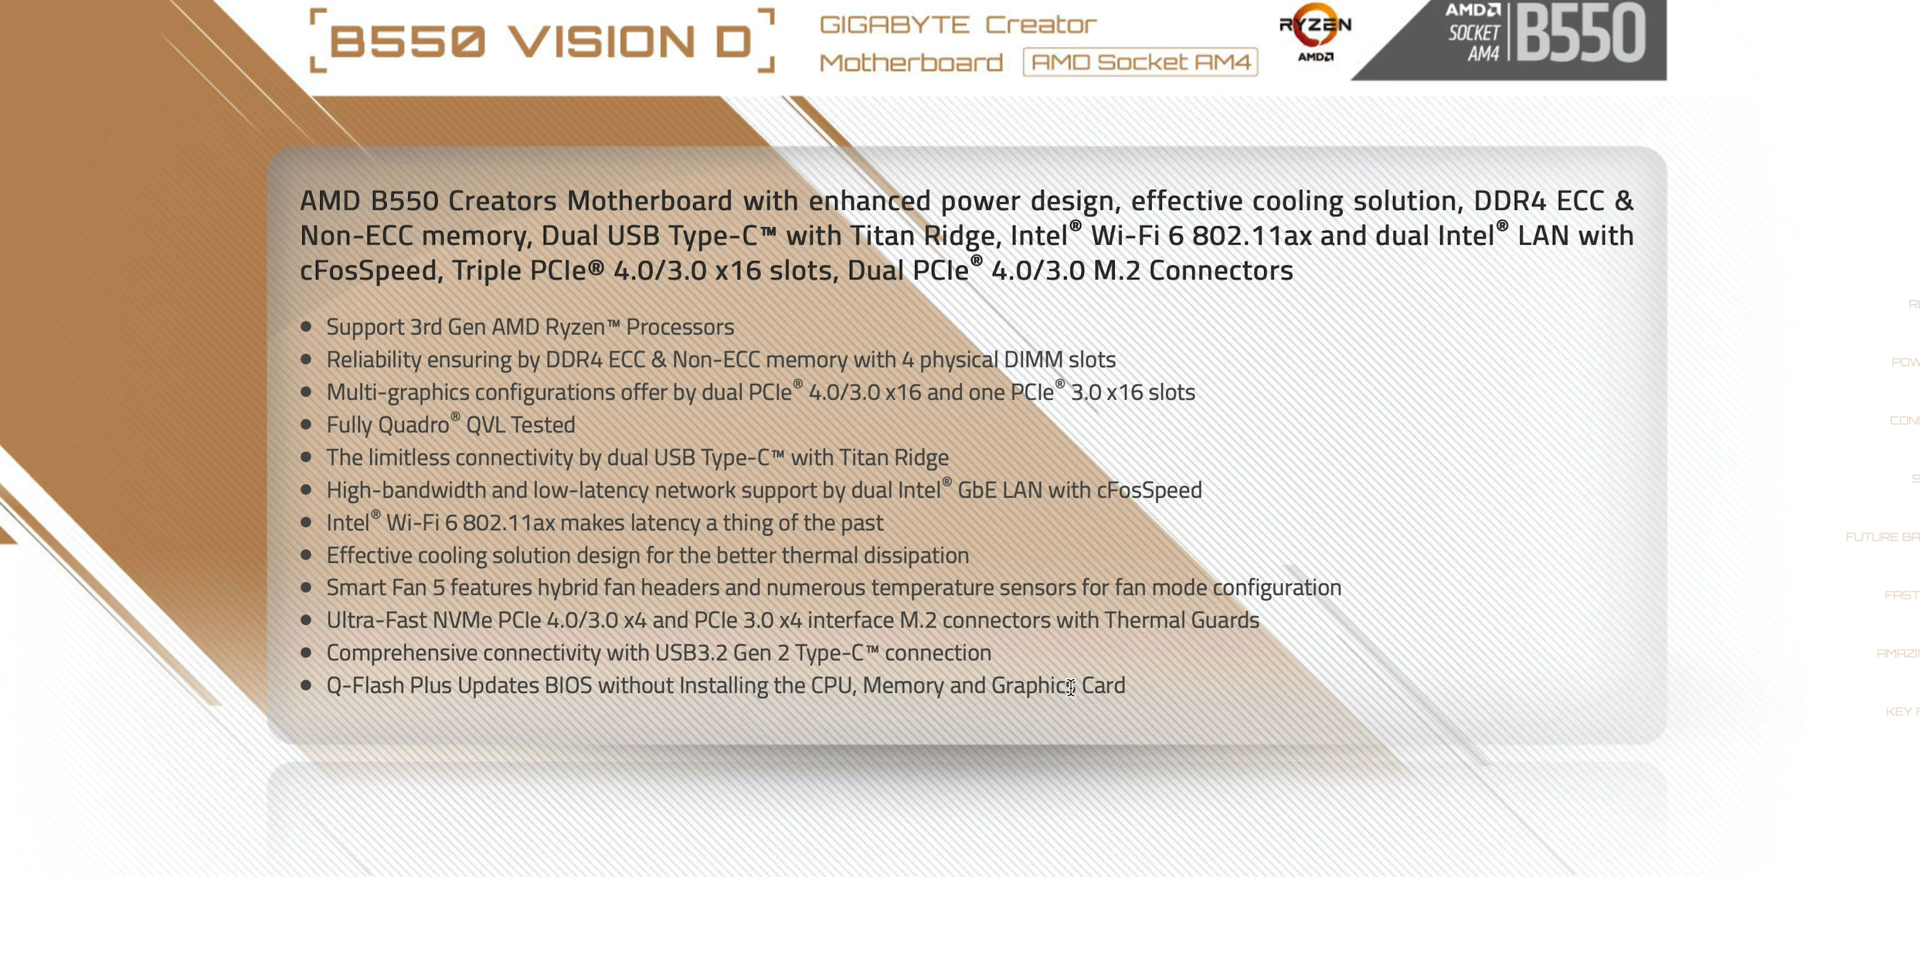 B550 VISION D
GIGABYTE Creator
Motherboard AMD Socket AM4
RYZEN
AMD
AMD
SOCKET
AM4
B550
AMD B550 Creators Motherboard with enhanced power design, effective cooling solution, DDR4 ECC &
Non-ECC memory, Dual USB Type-C™ with Titan Ridge, Intel® Wi-Fi 6 802.11ax and dual Intel® LAN with
cFosSpeed, Triple PCIe® 4.0/3.0 x16 slots, Dual PCIe® 4.0/3.0 M.2 Connectors
● Support 3rd Gen AMD Ryzen™ Processors
● Reliability ensuring by DDR4 ECC & Non-ECC memory with 4 physical DIMM slots
● Multi-graphics configurations offer by dual PCIe® 4.0/3.0 x16 and one PCIe® 3.0 x16 slots
● Fully Quadro® QVL Tested
● The limitless connectivity by dual USB Type-C™ with Titan Ridge
● High-bandwidth and low-latency network support by dual Intel® GbE LAN with cFosSpeed
● Intel® Wi-Fi 6 802.11ax makes latency a thing of the past
● Effective cooling solution design for the better thermal dissipation
● Smart Fan 5 features hybrid fan headers and numerous temperature sensors for fan mode configuration
● Ultra-Fast NVMe PCIe 4.0/3.0 x4 and PCIe 3.0 x4 interface M.2 connectors with Thermal Guards
● Comprehensive connectivity with USB3.2 Gen 2 Type-C™ connection
● Q-Flash Plus Updates BIOS without Installing the CPU, Memory and Graphics Card
POW
CONN
S
FUTURE BA
FAST
AMAZI
KEY F